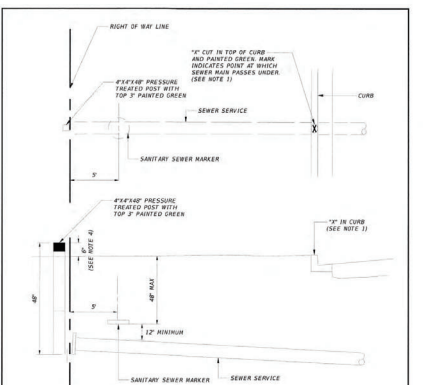 RIGHT OF WAY LINE
"X" CUT IN TOP OF CURB
AND PAINTED GREEN. MARK
INDICATES POINT AT WHICH
SEWER MAIN PASSES UNDER.
(SEE NOTE 1)
4"X4"X48" PRESSURE
TREATED POST WITH
TOP 3" PAINTED GREEN
CURB
SEWER SERVICE
X
SANITARY SEWER MARKER
5'
4"X4"X48" PRESSURE
TREATED POST WITH
TOP 3" PAINTED GREEN
"X" IN CURB
(SEE NOTE 1)
6"
(SEE NOTE 4)
48"
48" MAX
5'
12" MINIMUM
SANITARY SEWER MARKER
SEWER SERVICE